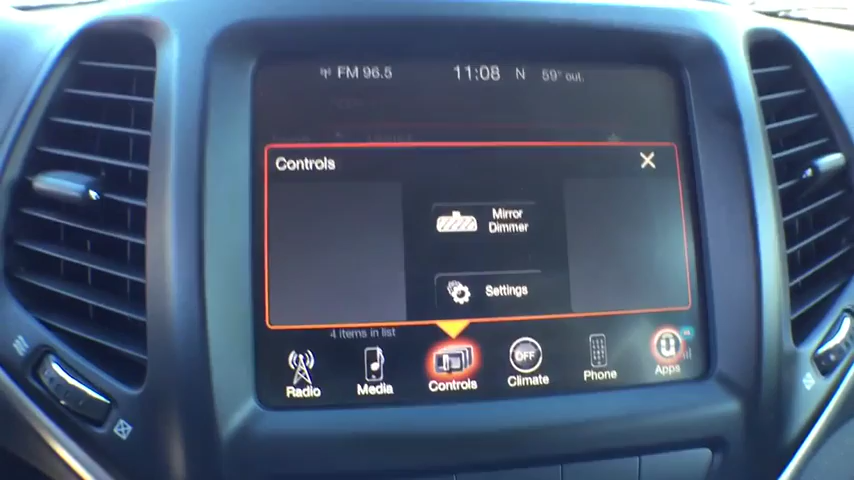 FM 96.5 11:08 N 59° out.
Controls X
Mirror
Dimmer
Settings
4 items in list
Radio Media Controls OFF Climate Phone Apps